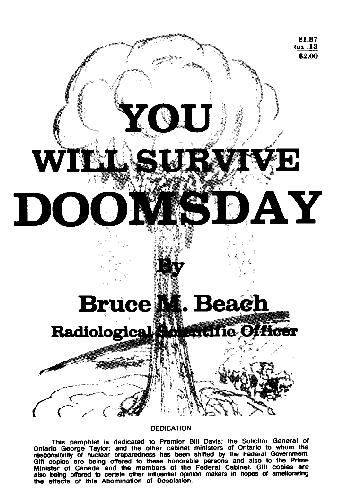 $1.87
tax .13
$2.00
YOU
WILL SURVIVE
DOOMSDAY
By
Bruce M. Beach
Radiological Scientific Officer
DEDICATION
This pamphlet is dedicated to Premier Bill Davis; the Solicitor General of
Ontario George Taylor; and the other cabinet ministers of Ontario to whom the
responsibility of nuclear preparedness has been shifted by the Federal Government.
Gift copies are being offered to these honorable persons and also to the Prime
Minister of Canada and the members of the Federal Cabinet. Gift copies are
also being offered to certain other influential opinion makers in hopes of ameliorating
the effects of this Abomination of Desolation.